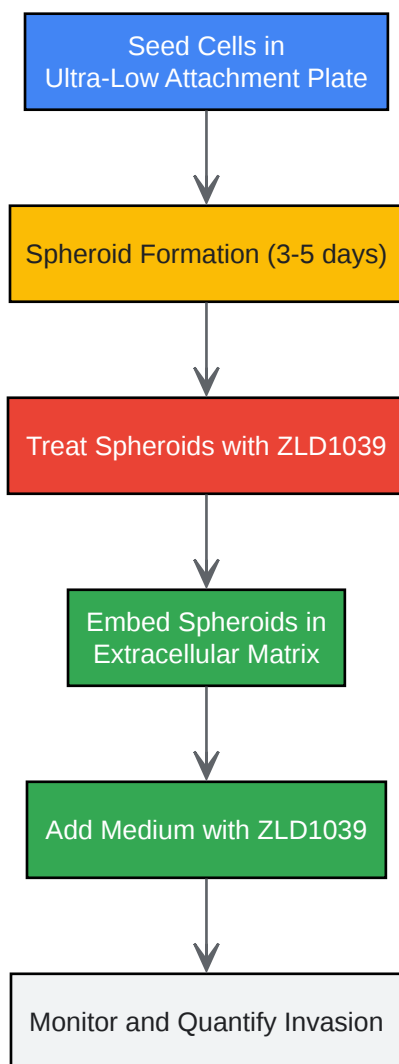 Seed Cells in
Ultra-Low Attachment Plate
Spheroid Formation (3-5 days)
Treat Spheroids with ZLD1039
Embed Spheroids in
Extracellular Matrix
Add Medium with ZLD1039
Monitor and Quantify Invasion